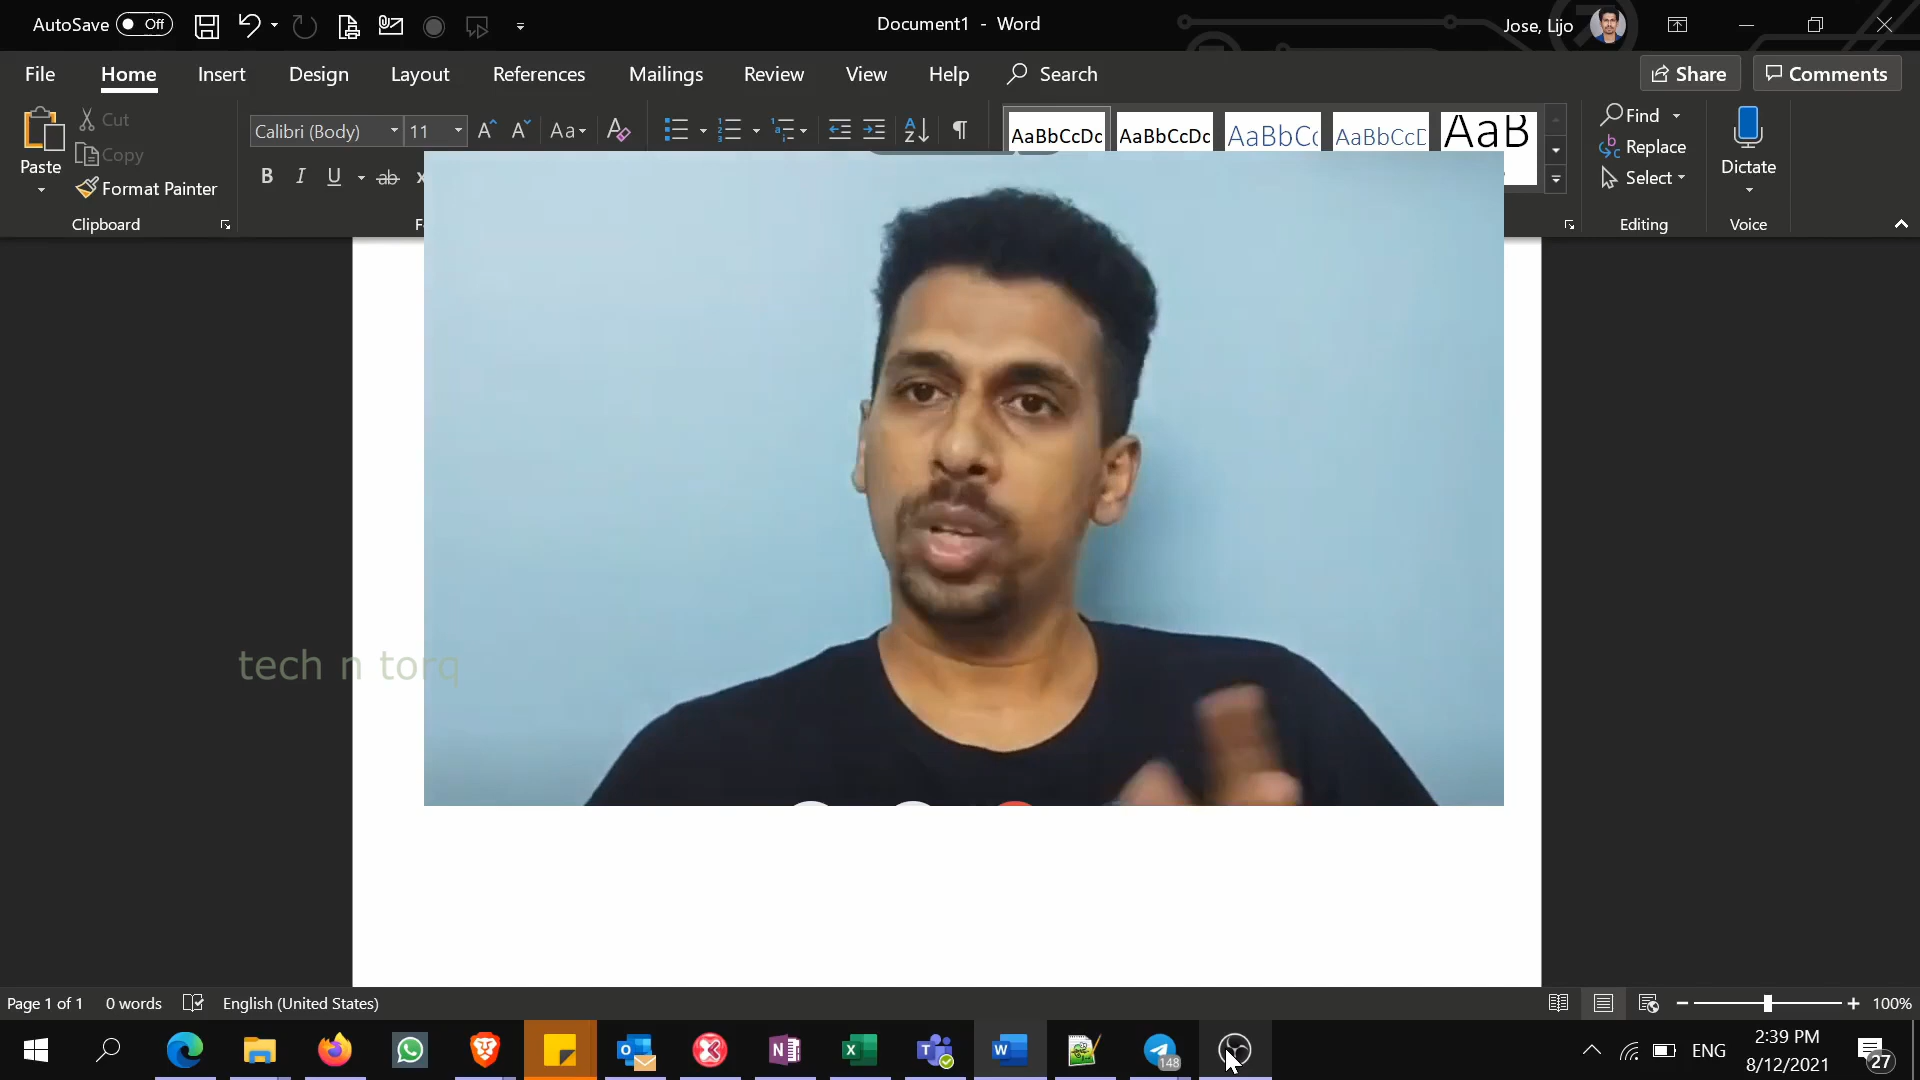 AutoSave Off
Document1 - Word
Jose, Lijo
File Home Insert Design Layout References Mailings Review View Help Search
Share Comments
Paste
Cut
Copy
Format Painter
Clipboard
Calibri (Body) 11
Aa
B I U ab
AaBbCcDc AaBbCcDc AaBbC AaBbCcD AaB
Find
Replace
Select
Editing
Dictate
Voice
tech n torq
Page 1 of 1 0 words English (United States)
100%
148
ENG
2:39 PM
8/12/2021
27